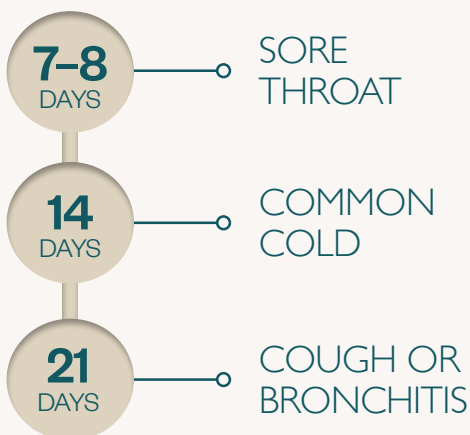 7–8
DAYS
SORE
THROAT
14
DAYS
COMMON
COLD
21
DAYS
COUGH OR
BRONCHITIS